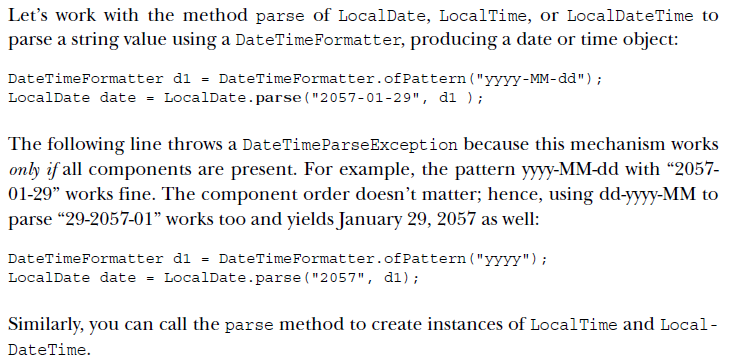 Let's work with the method parse of LocalDate, LocalTime, or LocalDateTime to
parse a string value using a DateTimeFormatter, producing a date or time object:
DateTimeFormatter d1 = DateTimeFormatter.ofPattern("yyyy-MM-dd");
LocalDate date = LocalDate.parse("2057-01-29", d1 );
The following line throws a DateTimeParseException because this mechanism works
only if all components are present. For example, the pattern yyyy-MM-dd with “2057-
01-29” works fine. The component order doesn't matter; hence, using dd-yyyy-MM to
parse “29-2057-01” works too and yields January 29, 2057 as well:
DateTimeFormatter d1 = DateTimeFormatter.ofPattern("yyyy");
LocalDate date = LocalDate.parse("2057", d1);
Similarly, you can call the parse method to create instances of LocalTime and Local-
DateTime.